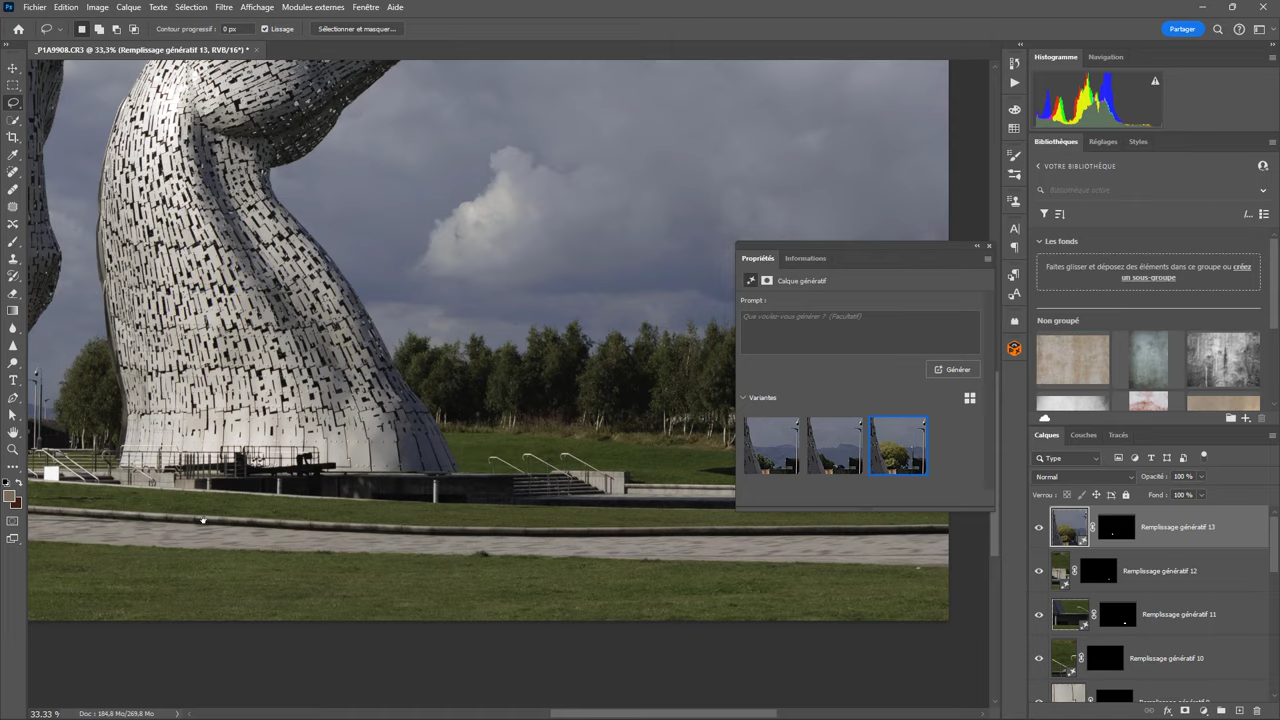 Ps Fichier Edition Image Calque Texte Sélection Filtre Affichage Modules externes Fenêtre Aide
Contour progressif : 0 px Lissage Sélectionner et masquer... Partager
_P1A9908.CR3 @ 33,3% (Remplissage génératif 13, RVB/16*) * ×
Histogramme Navigation
Bibliothèques Réglages Styles
VOTRE BIBLIOTHÈQUE
Bibliothèque active
Les fonds
Faites glisser et déposez des éléments dans ce groupe ou créez
un sous-groupe
Non groupé
Propriétés Informations
Calque génératif
Prompt :
Que voulez-vous générer ? (Facultatif)
Générer
Variantes
Calques Couches Tracés
Type
Normal Opacité : 100 %
Verrou : Fond : 100 %
Remplissage génératif 13
Remplissage génératif 12
Remplissage génératif 11
Remplissage génératif 10
33,33 % Doc : 184,8 Mo/269,8 Mo